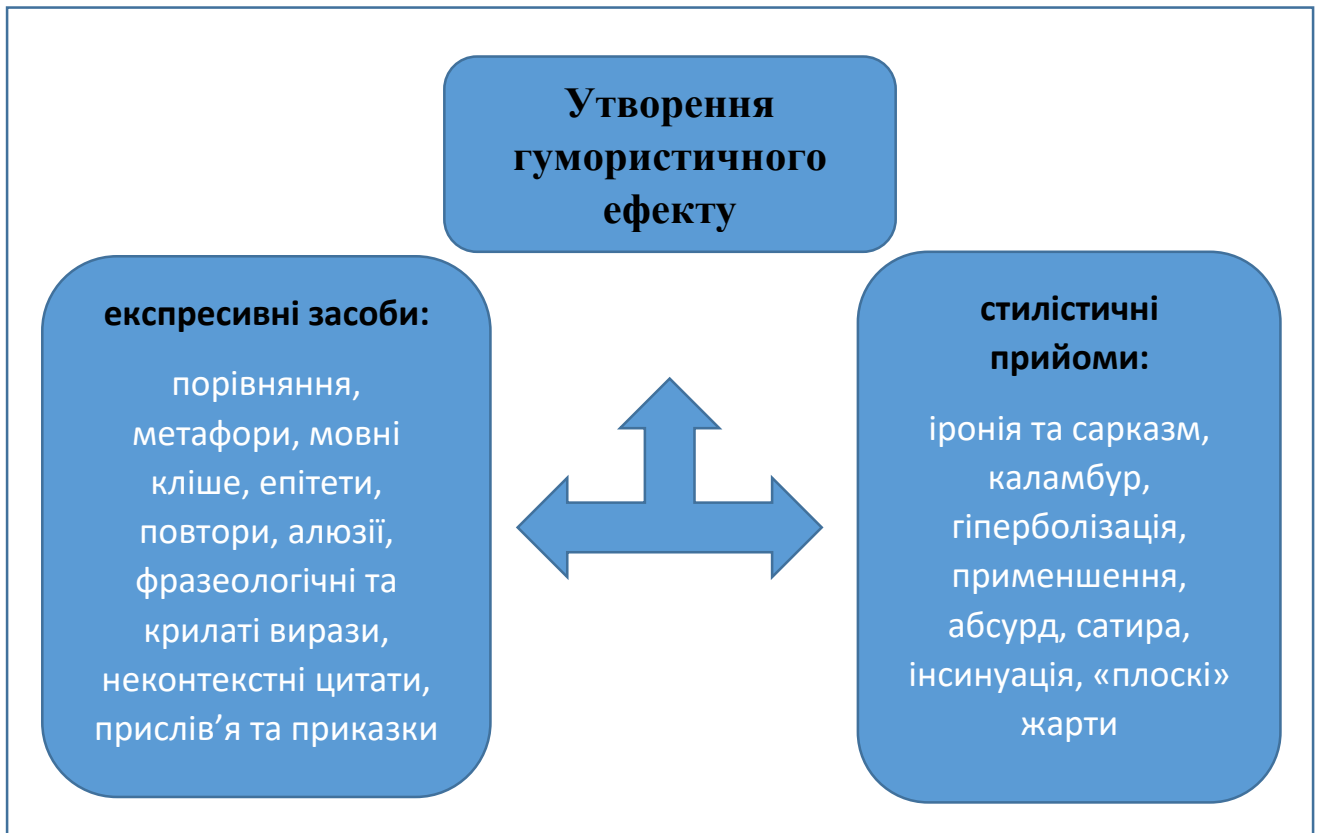 Утворення
гумористичного
ефекту
експресивні засоби:
порівняння,
метафори, мовні
кліше, епітети,
повтори, алюзії,
фразеологічні та
крилаті вирази,
неконтекстні цитати,
прислів’я та приказки
стилістичні
прийоми:
іронія та сарказм,
каламбур,
гіперболізація,
применшення,
абсурд, сатира,
інсинуація, «плоскі»
жарти